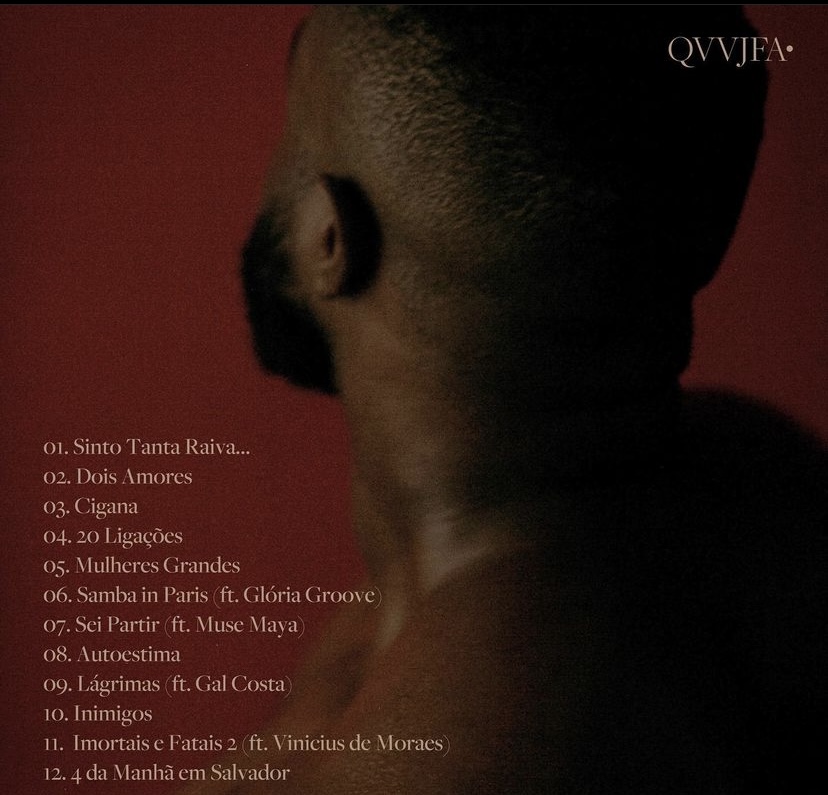 QVVJFA•
01. Sinto Tanta Raiva...
02. Dois Amores
03. Cigana
04. 20 Ligações
05. Mulheres Grandes
06. Samba in Paris (ft. Glória Groove)
07. Sei Partir (ft. Muse Maya)
08. Autoestima
09. Lágrimas (ft. Gal Costa)
10. Inimigos
11. Imortais e Fatais 2 (ft. Vinicius de Moraes)
12. 4 da Manhã em Salvador